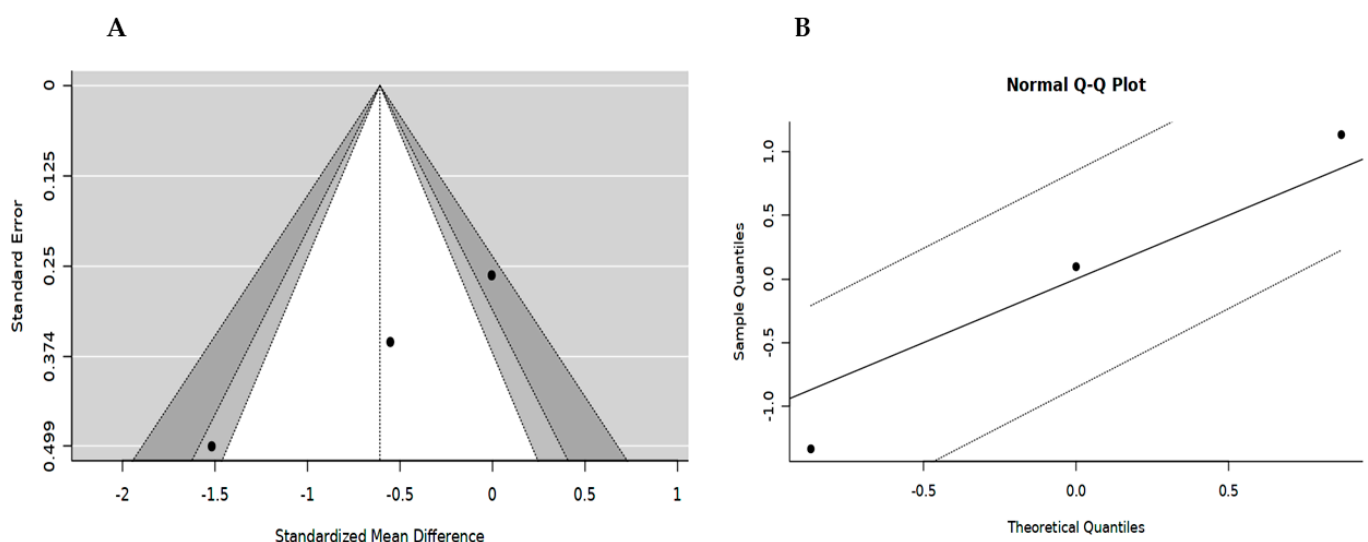 A
B
Normal Q-Q Plot
Standard Error
0
0.125
0.25
0.374
0.499
-2
-1.5
-1
-0.5
0
0.5
1
Standardized Mean Difference
Sample Quantiles
1.0
0.5
0.0
-0.5
-1.0
-0.5
0.0
0.5
Theoretical Quantiles